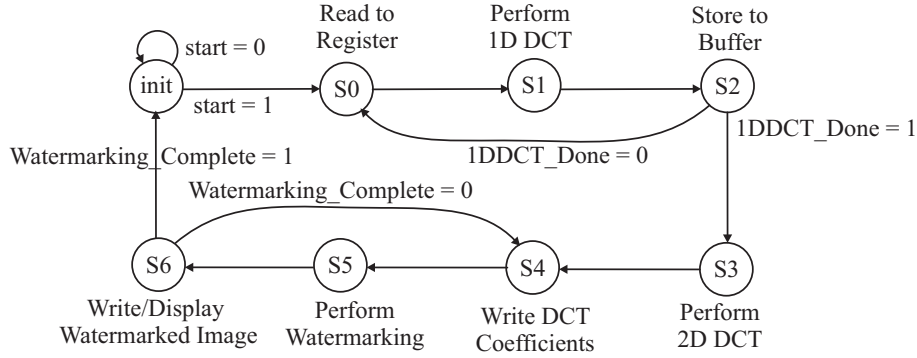 Read to
Register
Perform
1D DCT
Store to
Buffer
start = 0
init
S0
S1
S2
start = 1
1DDCT_Done = 1
1DDCT_Done = 0
Watermarking_Complete = 1
Watermarking_Complete = 0
S6
S5
S4
S3
Write/Display
Watermarked Image
Perform
Watermarking
Write DCT
Coefficients
Perform
2D DCT